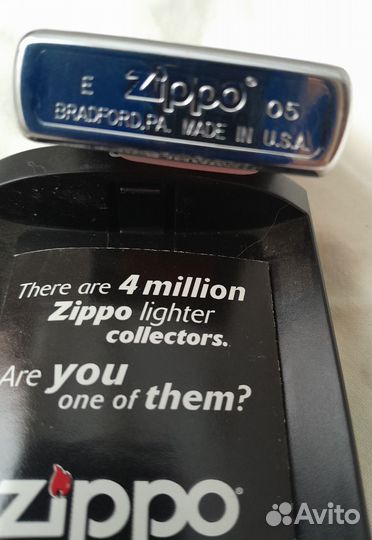 E Zippo® 05
BRADFORD, PA. MADE IN U.S.A.
There are 4 million
Zippo lighter
collectors.
Are you
one of them?
zippo®
Avito